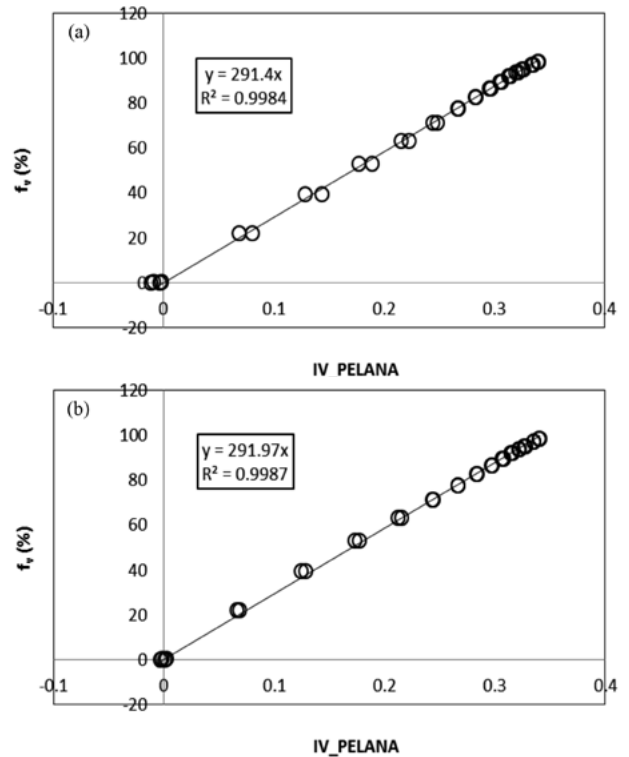 (a)
120
100
80
60
40
20
0
-20
-0.1 0 0.1 0.2 0.3 0.4
y = 291.4x
R² = 0.9984
fᵥ (%)
IV_PELANA
(b)
120
100
80
60
40
20
0
-20
-0.1 0 0.1 0.2 0.3 0.4
y = 291.97x
R² = 0.9987
fᵥ (%)
IV_PELANA